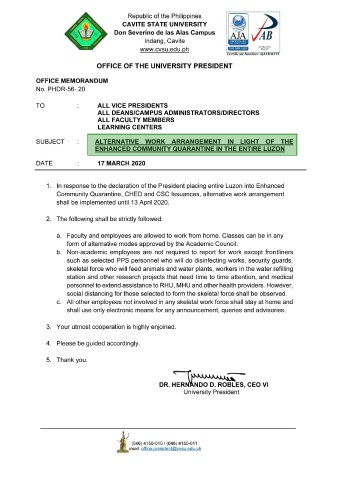 Republic of the Philippines
CAVITE STATE UNIVERSITY
Don Severino de las Alas Campus
Indang, Cavite
www.cvsu.edu.ph
AJA
PAB
OFFICE OF THE UNIVERSITY PRESIDENT
OFFICE MEMORANDUM
No. PHDR-56- 20
TO : ALL VICE PRESIDENTS
ALL DEANS/CAMPUS ADMINISTRATORS/DIRECTORS
ALL FACULTY MEMBERS
LEARNING CENTERS
SUBJECT : ALTERNATIVE WORK ARRANGEMENT IN LIGHT OF THE
ENHANCED COMMUNITY QUARANTINE IN THE ENTIRE LUZON
DATE : 17 MARCH 2020
1. In response to the declaration of the President placing entire Luzon into Enhanced
Community Quarantine, CHED and CSC Issuances, alternative work arrangement
shall be implemented until 13 April 2020.
2. The following shall be strictly followed:
a. Faculty and employees are allowed to work from home. Classes can be in any
form of alternative modes approved by the Academic Council.
b. Non-academic employees are not required to report for work except frontliners
such as selected PPS personnel who will do disinfecting works, security guards,
skeletal force who will feed animals and water plants, workers in the water refilling
station and other research projects that need time to time attention, and medical
personnel to extend assistance to RHU, MHU and other health providers. However,
social distancing for those selected to form the skeletal force shall be observed.
c. All other employees not involved in any skeletal work force shall stay at home and
shall use only electronic means for any announcement, queries and advisories.
3. Your utmost cooperation is highly enjoined.
4. Please be guided accordingly.
5. Thank you.
DR. HERNANDO D. ROBLES, CEO VI
University President
(046) 4150-010 / (046) 4150-011
email: office.president@cvsu.edu.ph